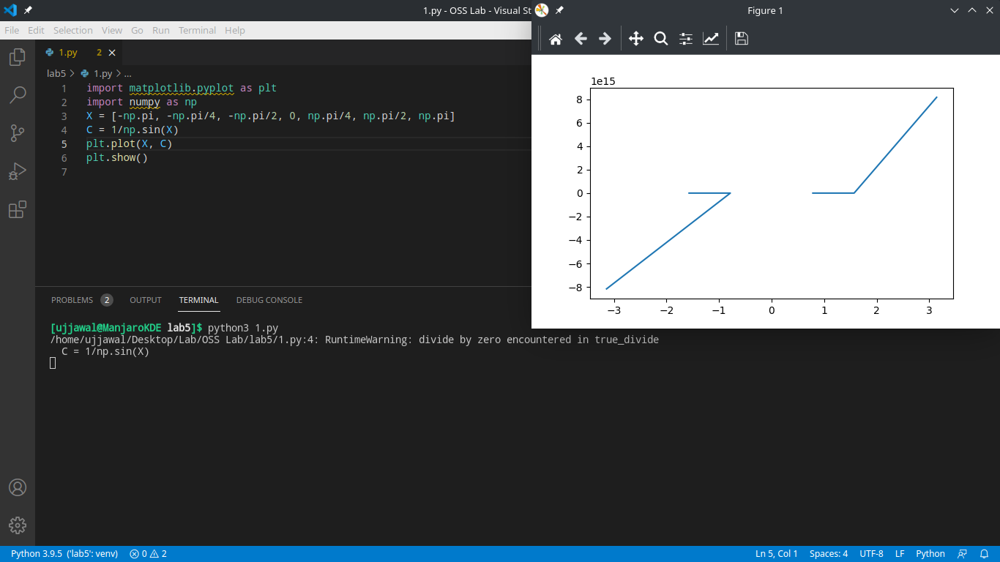 1.py - OSS Lab - Visual St
File Edit Selection View Go Run Terminal Help
1.py 2
lab5 > 1.py > ...
1 import matplotlib.pyplot as plt
2 import numpy as np
3 X = [-np.pi, -np.pi/4, -np.pi/2, 0, np.pi/4, np.pi/2, np.pi]
4 C = 1/np.sin(X)
5 plt.plot(X, C)
6 plt.show()
7
Figure 1
1e15
8
6
4
2
0
−2
−4
−6
−8
−3 −2 −1 0 1 2 3
PROBLEMS 2 OUTPUT TERMINAL DEBUG CONSOLE
[ujjawal@ManjaroKDE lab5]$ python3 1.py
/home/ujjawal/Desktop/Lab/OSS Lab/lab5/1.py:4: RuntimeWarning: divide by zero encountered in true_divide
C = 1/np.sin(X)
Python 3.9.5 ('lab5': venv) 0 2 Ln 5, Col 1 Spaces: 4 UTF-8 LF Python